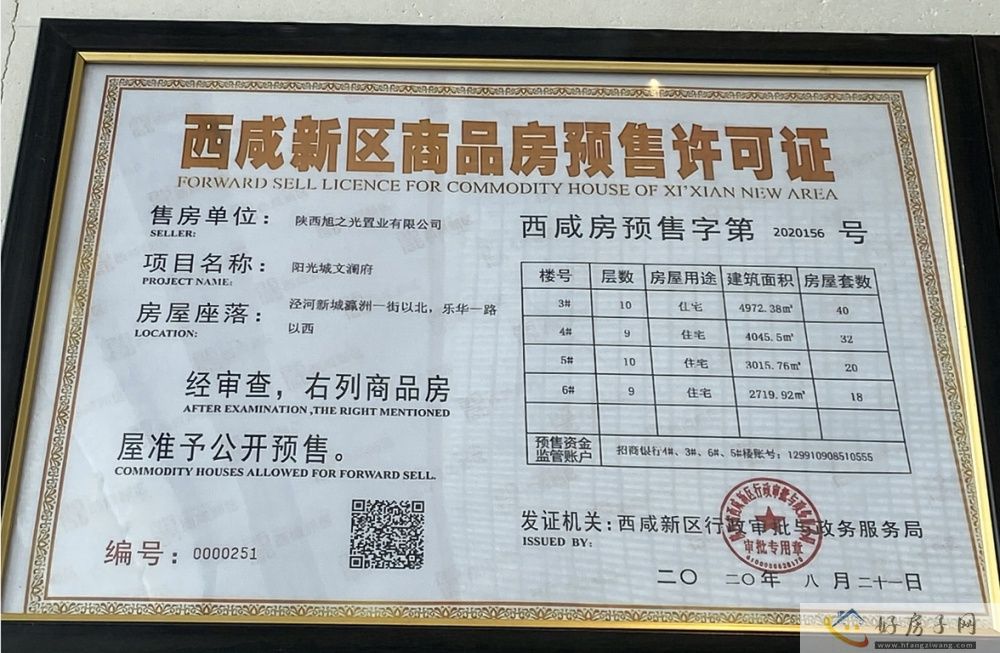 西咸新区商品房预售许可证
FORWARD SELL LICENCE FOR COMMODITY HOUSE OF XI'XIAN NEW AREA
售房单位： 陕西旭之光置业有限公司
SELLER:
项目名称： 阳光城文澜府
PROJECT NAME:
房屋座落： 泾河新城瀛洲一街以北，乐华一路
以西
LOCATION:
经审查，右列商品房
AFTER EXAMINATION ,THE RIGHT MENTIONED
屋准予公开预售。
COMMODITY HOUSES ALLOWED FOR FORWARD SELL.
编号：0000251
西咸房预售字第 2020156 号
楼号 层数 房屋用途 建筑面积 房屋套数
3# 10 住宅 4972.38㎡ 40
4# 9 住宅 4045.5㎡ 32
5# 10 住宅 3015.76㎡ 20
6# 9 住宅 2719.92㎡ 18
预售资金
监管账户
招商银行4#、3#、6#、5#楼账号：129910908510555
发证机关：西咸新区行政审批与政务服务局
ISSUED BY:
审批专用章
二〇二〇年 八 月二十一日
好房子网
www.hfangziwang.com